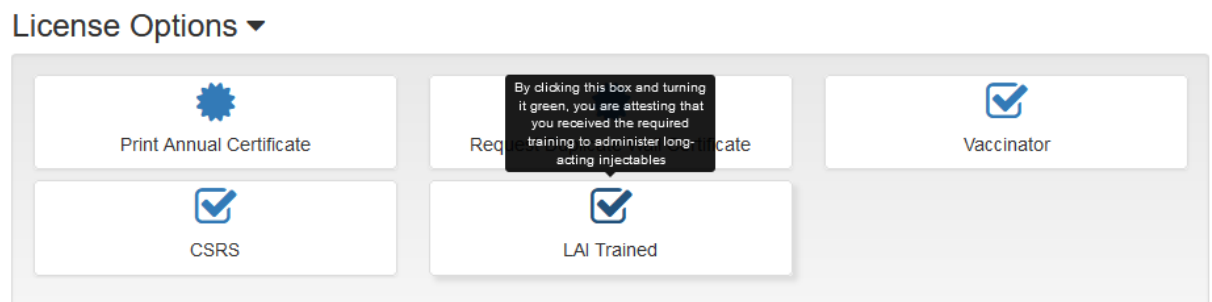 License Options
Print Annual Certificate
By clicking this box and turning
it green, you are attesting that
you received the required
training to administer long-
acting injectables
Vaccinator
CSRS
LAI Trained